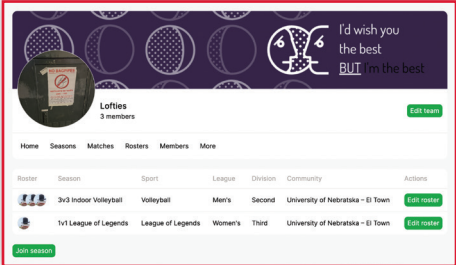 I'd wish you
the best
BUT I'm the best
Lofties
3 members
Edit team
Home Seasons Matches Rosters Members More
Roster Season Sport League Division Community Actions
3v3 Indoor Volleyball Volleyball Men's Second University of Nebratska – El Town Edit roster
1v1 League of Legends League of Legends Women's Third University of Nebratska – El Town Edit roster
Join season